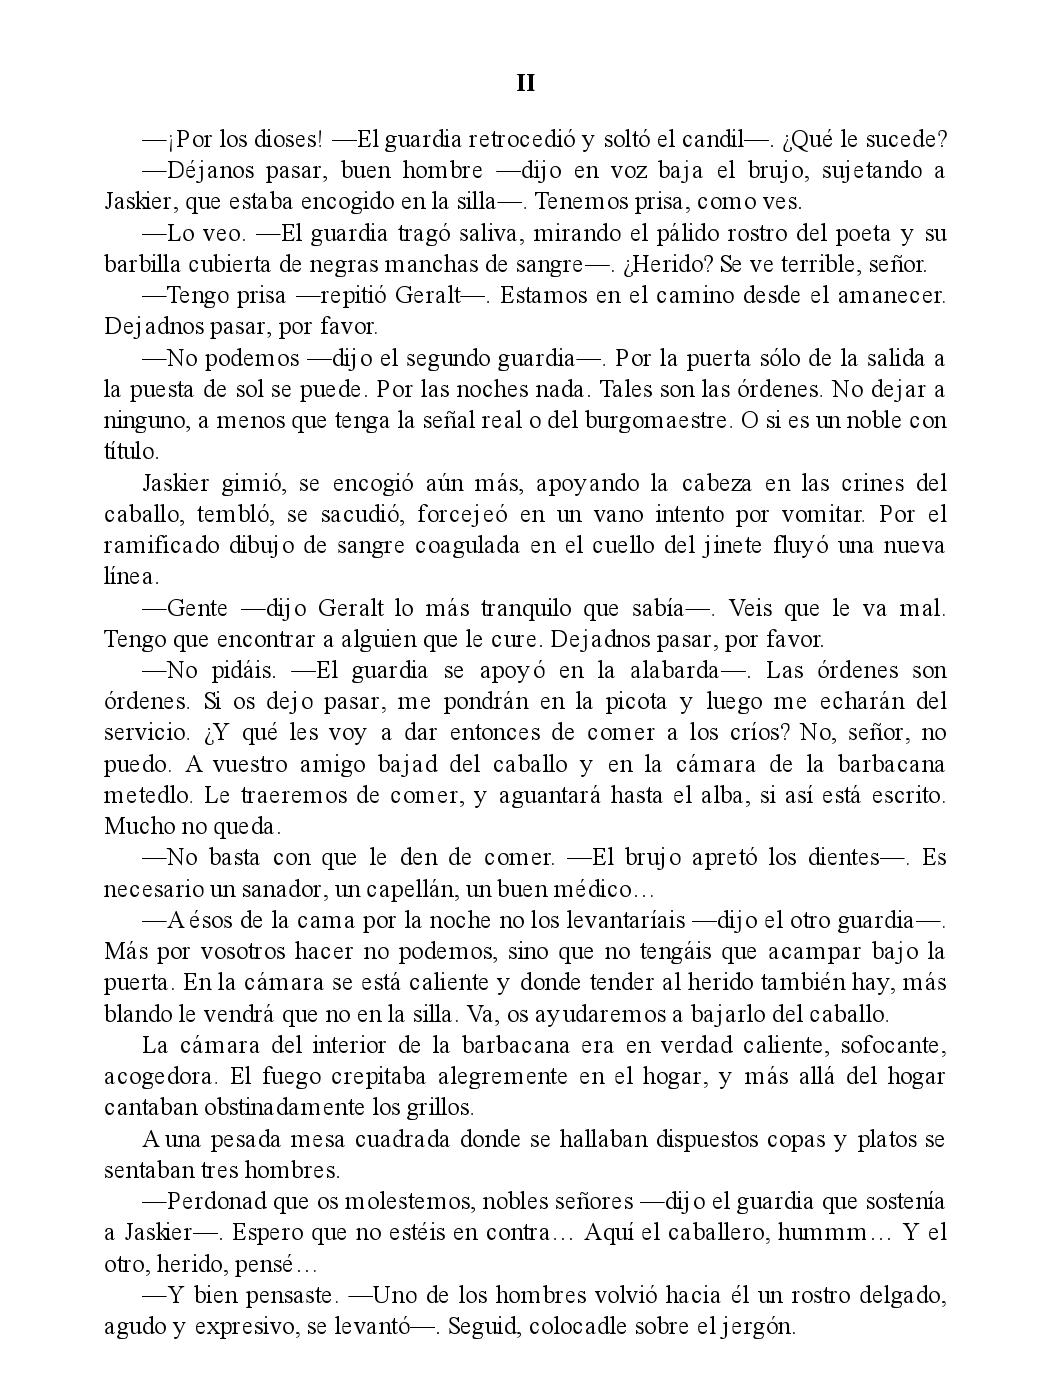 II
—¡Por los dioses! —El guardia retrocedió y soltó el candil—. ¿Qué le sucede?
—Déjanos pasar, buen hombre —dijo en voz baja el brujo, sujetando a
Jaskier, que estaba encogido en la silla—. Tenemos prisa, como ves.
—Lo veo. —El guardia tragó saliva, mirando el pálido rostro del poeta y su
barbilla cubierta de negras manchas de sangre—. ¿Herido? Se ve terrible, señor.
—Tengo prisa —repitió Geralt—. Estamos en el camino desde el amanecer.
Dejadnos pasar, por favor.
—No podemos —dijo el segundo guardia—. Por la puerta sólo de la salida a
la puesta de sol se puede. Por las noches nada. Tales son las órdenes. No dejar a
ninguno, a menos que tenga la señal real o del burgomaestre. O si es un noble con
título.
Jaskier gimió, se encogió aún más, apoyando la cabeza en las crines del
caballo, tembló, se sacudió, forcejeó en un vano intento por vomitar. Por el
ramificado dibujo de sangre coagulada en el cuello del jinete fluyó una nueva
línea.
—Gente —dijo Geralt lo más tranquilo que sabía—. Veis que le va mal.
Tengo que encontrar a alguien que le cure. Dejadnos pasar, por favor.
—No pidáis. —El guardia se apoyó en la alabarda—. Las órdenes son
órdenes. Si os dejo pasar, me pondrán en la picota y luego me echarán del
servicio. ¿Y qué les voy a dar entonces de comer a los críos? No, señor, no
puedo. A vuestro amigo bajad del caballo y en la cámara de la barbacana
metedlo. Le traeremos de comer, y aguantará hasta el alba, si así está escrito.
Mucho no queda.
—No basta con que le den de comer. —El brujo apretó los dientes—. Es
necesario un sanador, un capellán, un buen médico…
—A ésos de la cama por la noche no los levantaríais —dijo el otro guardia—.
Más por vosotros hacer no podemos, sino que no tengáis que acampar bajo la
puerta. En la cámara se está caliente y donde tender al herido también hay, más
blando le vendrá que no en la silla. Va, os ayudaremos a bajarlo del caballo.
La cámara del interior de la barbacana era en verdad caliente, sofocante,
acogedora. El fuego crepitaba alegremente en el hogar, y más allá del hogar
cantaban obstinadamente los grillos.
A una pesada mesa cuadrada donde se hallaban dispuestos copas y platos se
sentaban tres hombres.
—Perdonad que os molestemos, nobles señores —dijo el guardia que sostenía
a Jaskier—. Espero que no estéis en contra… Aquí el caballero, hummm… Y el
otro, herido, pensé…
—Y bien pensaste. —Uno de los hombres volvió hacia él un rostro delgado,
agudo y expresivo, se levantó—. Seguid, colocadle sobre el jergón.